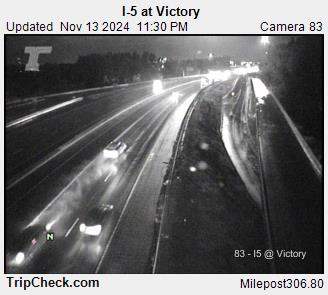 I-5 at Victory
Updated  Nov 13 2024  11:30 PM
Camera 83
N
83 - I5 @ Victory
TripCheck.com
Milepost306.80